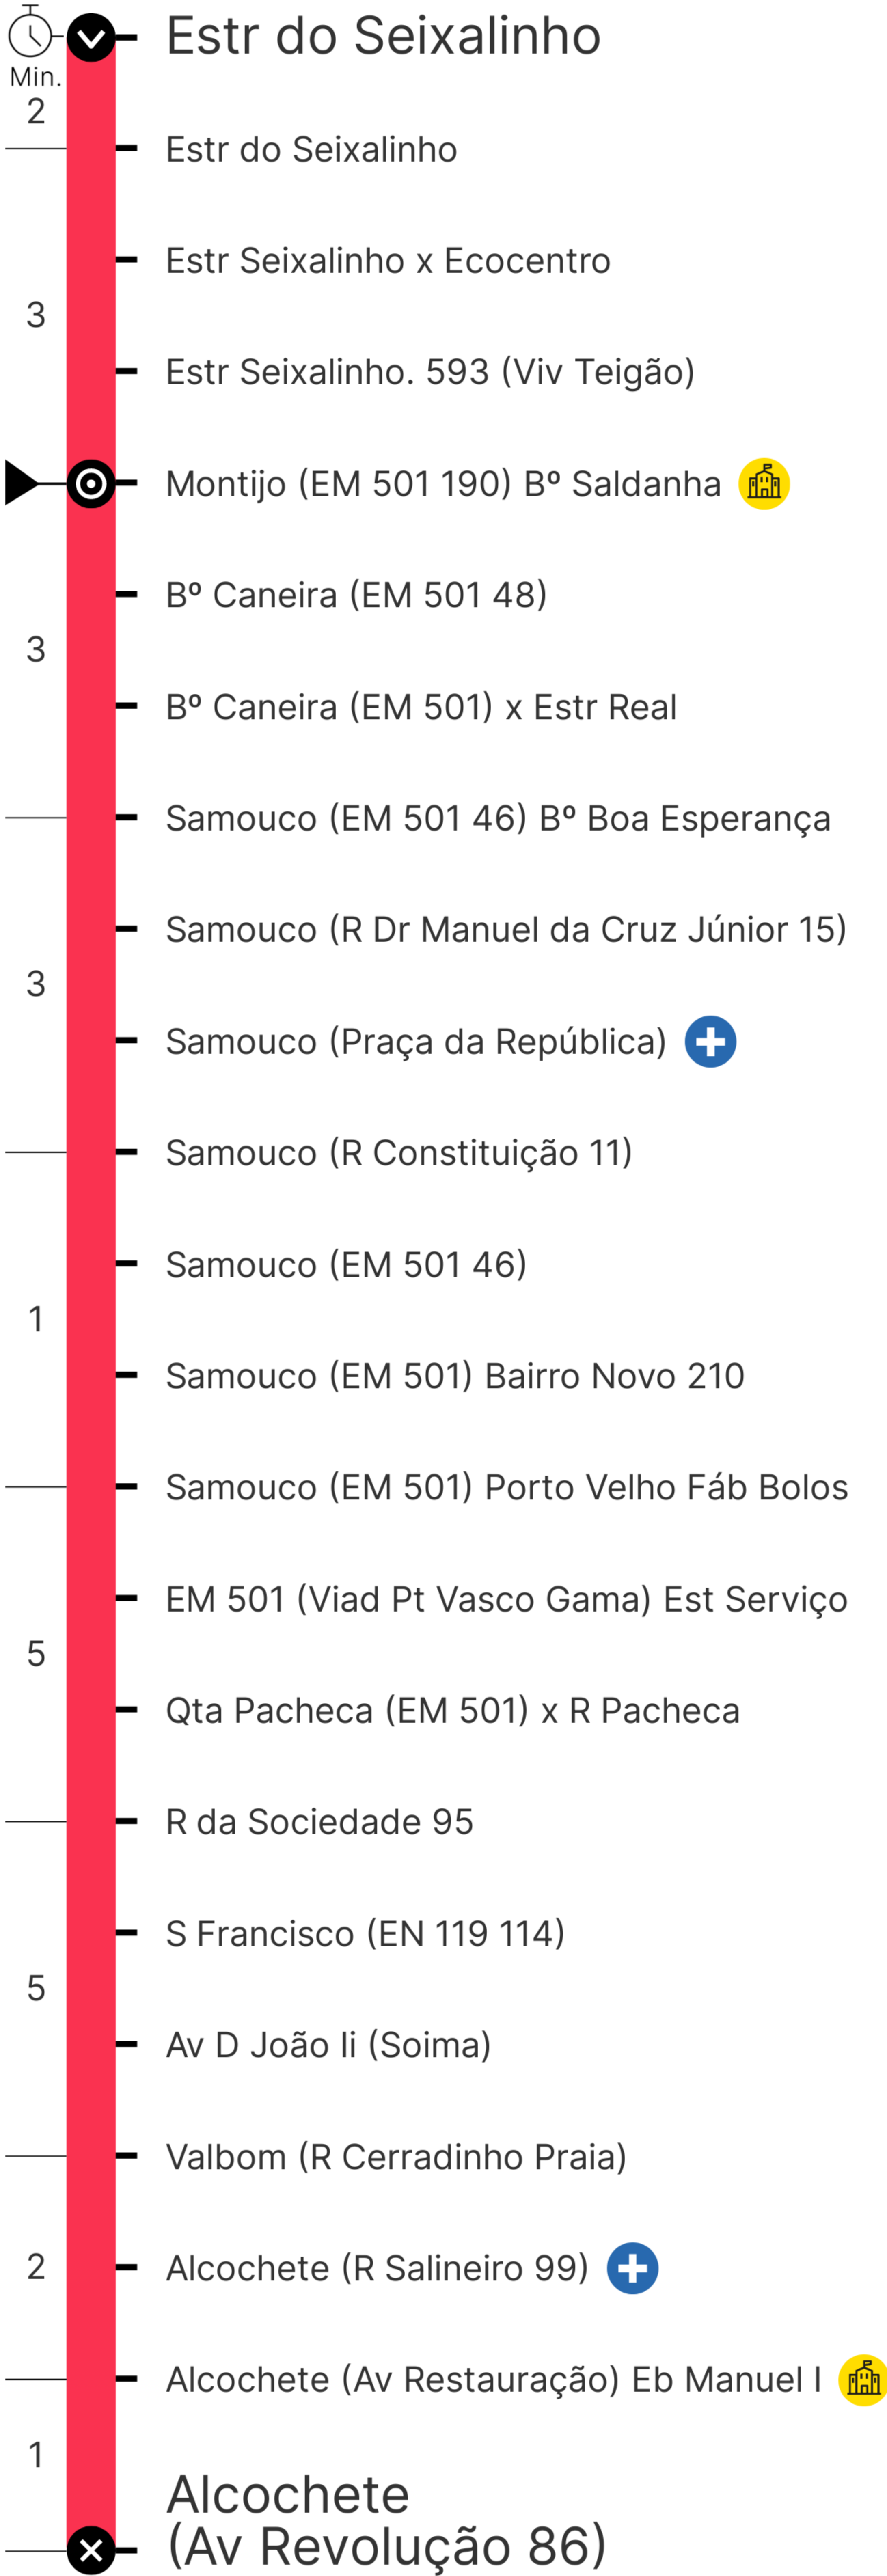 Estr do Seixalinho
Min.
2
Estr do Seixalinho
Estr Seixalinho x Ecocentro
3
Estr Seixalinho. 593 (Viv Teigão)
Montijo (EM 501 190) Bº Saldanha
Bº Caneira (EM 501 48)
3
Bº Caneira (EM 501) x Estr Real
Samouco (EM 501 46) Bº Boa Esperança
Samouco (R Dr Manuel da Cruz Júnior 15)
3
Samouco (Praça da República)
Samouco (R Constituição 11)
Samouco (EM 501 46)
1
Samouco (EM 501) Bairro Novo 210
Samouco (EM 501) Porto Velho Fáb Bolos
EM 501 (Viad Pt Vasco Gama) Est Serviço
5
Qta Pacheca (EM 501) x R Pacheca
R da Sociedade 95
S Francisco (EN 119 114)
5
Av D João Ii (Soima)
Valbom (R Cerradinho Praia)
2
Alcochete (R Salineiro 99)
Alcochete (Av Restauração) Eb Manuel I
1
Alcochete
(Av Revolução 86)